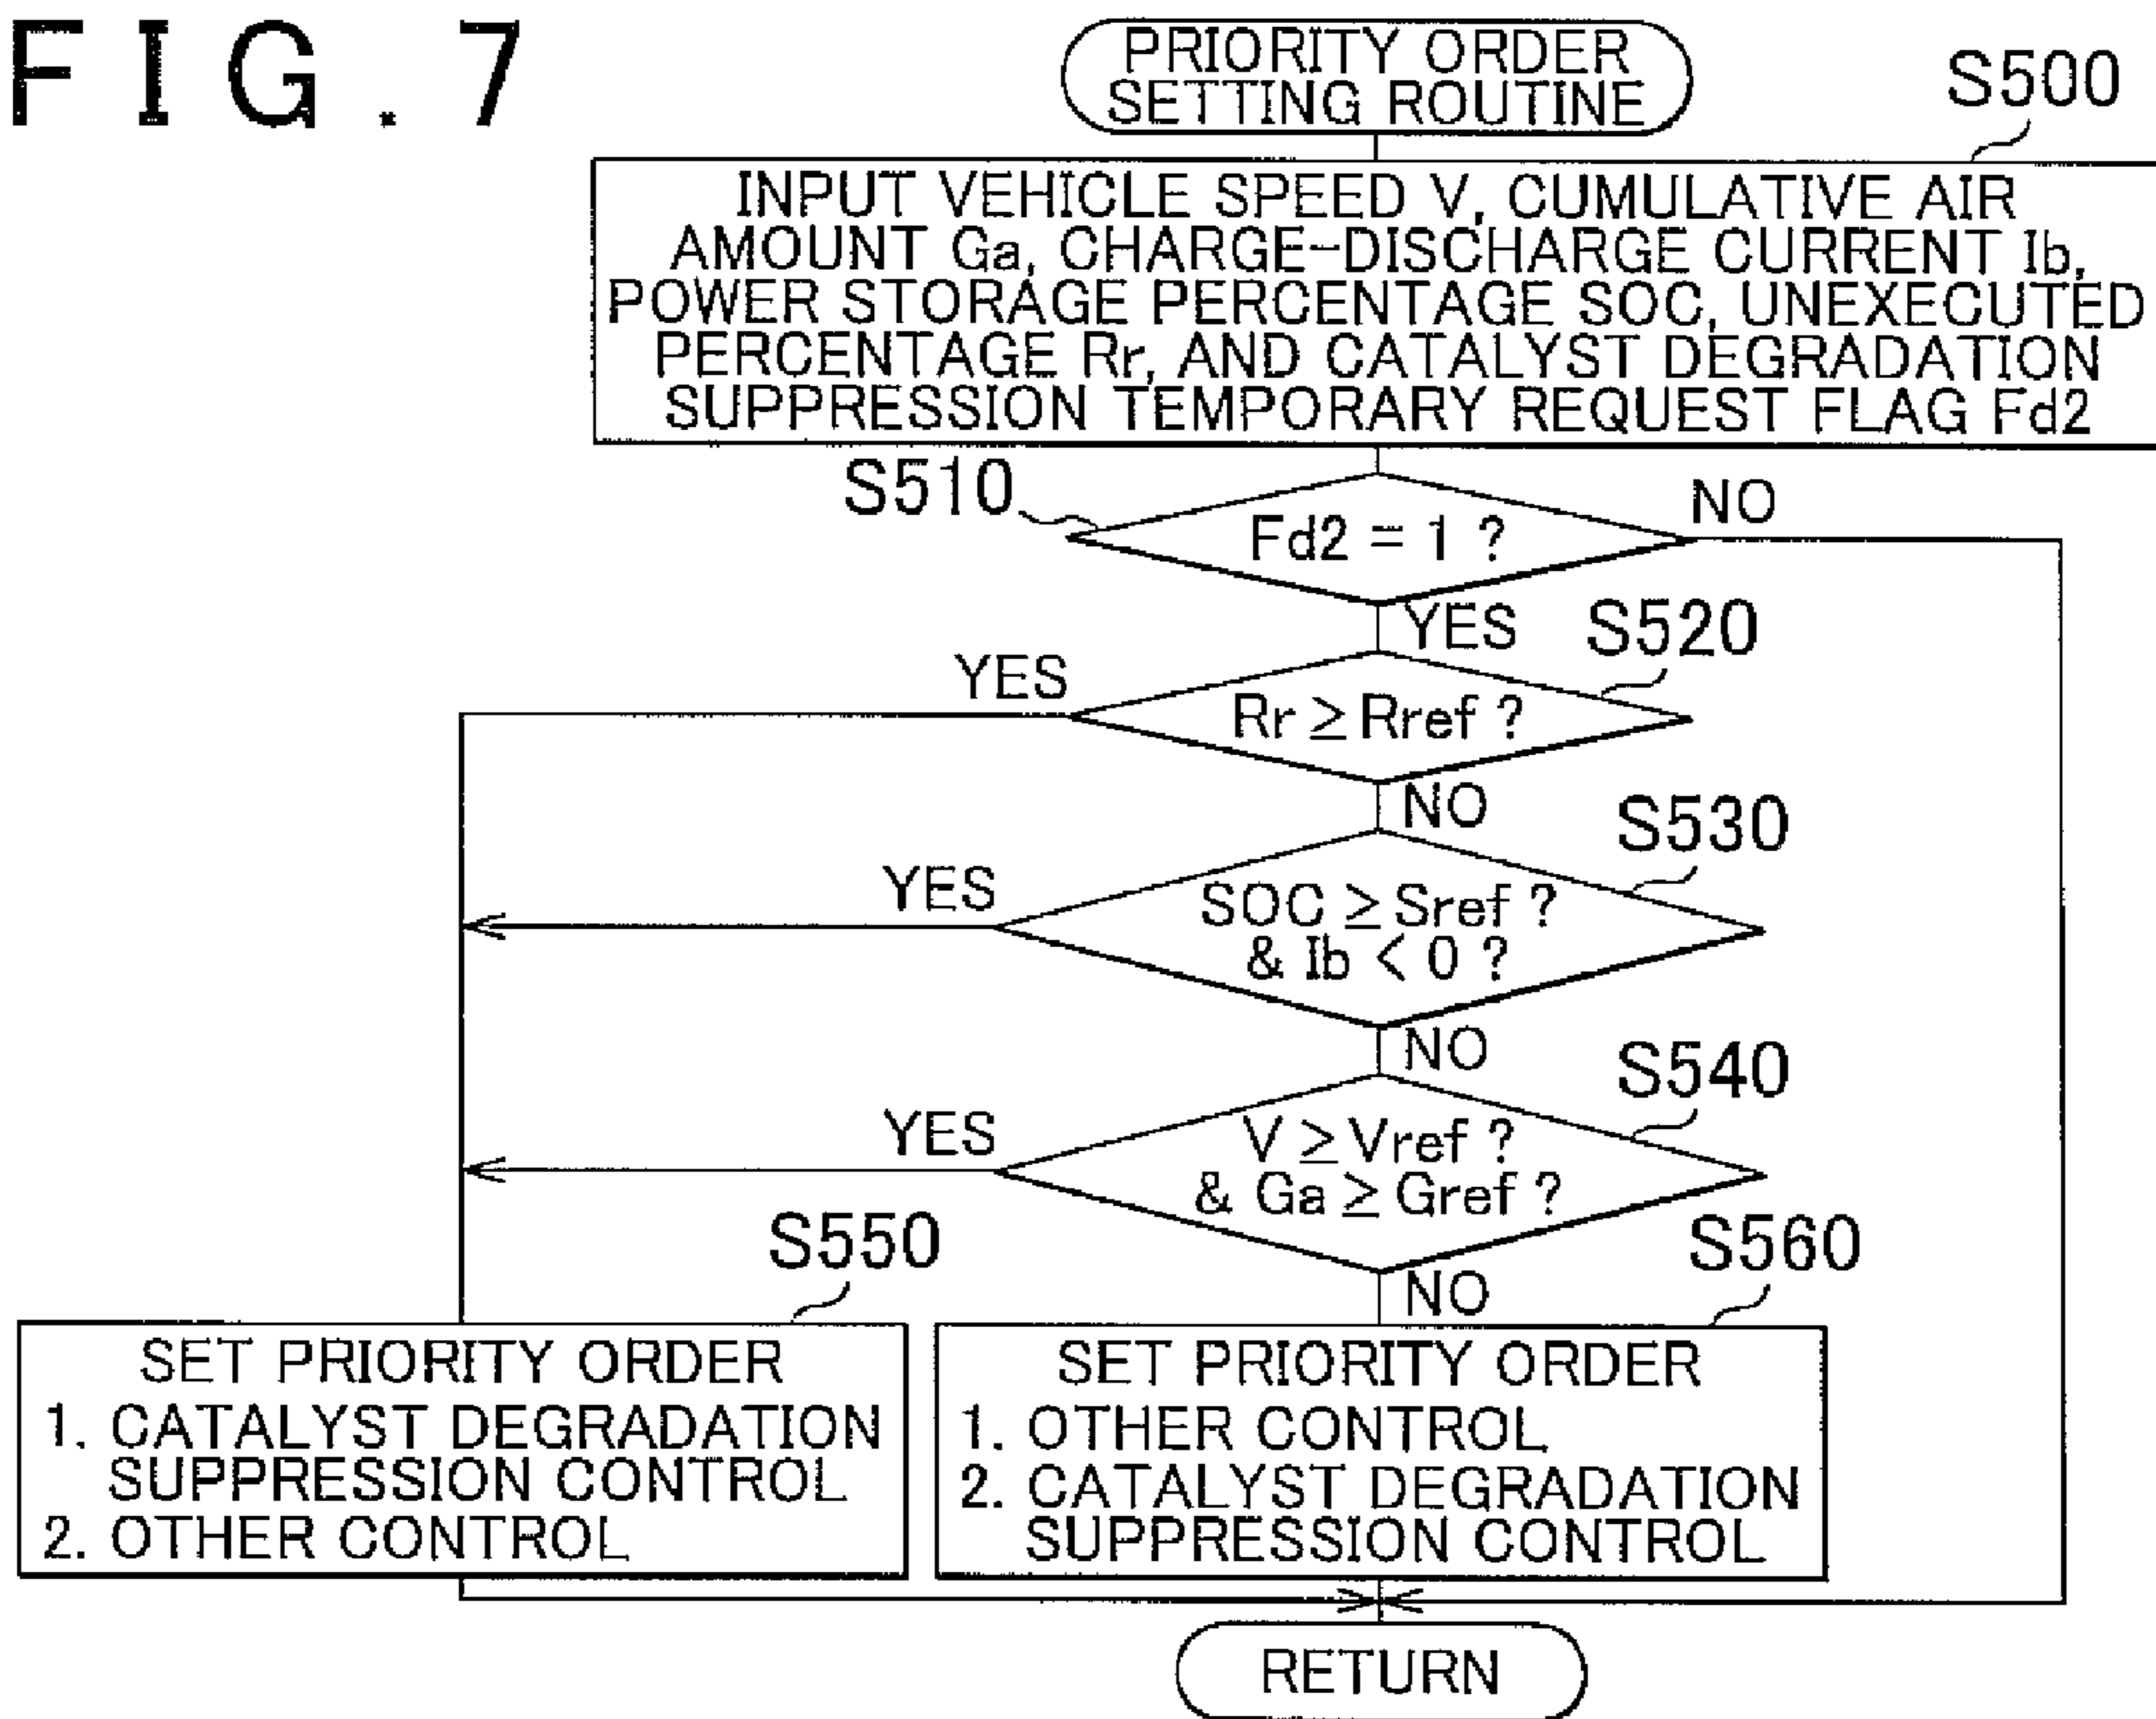 FIG. 7
PRIORITY ORDER
SETTING ROUTINE
S500
INPUT VEHICLE SPEED V, CUMULATIVE AIR
AMOUNT Ga, CHARGE-DISCHARGE CURRENT Ib,
POWER STORAGE PERCENTAGE SOC, UNEXECUTED
PERCENTAGE Rr, AND CATALYST DEGRADATION
SUPPRESSION TEMPORARY REQUEST FLAG Fd2
S510
Fd2 = 1 ?
NO
YES
S520
YES
Rr ≥ Rref ?
NO
S530
YES
SOC ≥ Sref ?
& Ib < 0 ?
NO
S540
YES
V ≥ Vref ?
& Ga ≥ Gref ?
NO
S550
SET PRIORITY ORDER
1. CATALYST DEGRADATION
SUPPRESSION CONTROL
2. OTHER CONTROL
S560
SET PRIORITY ORDER
1. OTHER CONTROL
2. CATALYST DEGRADATION
SUPPRESSION CONTROL
RETURN